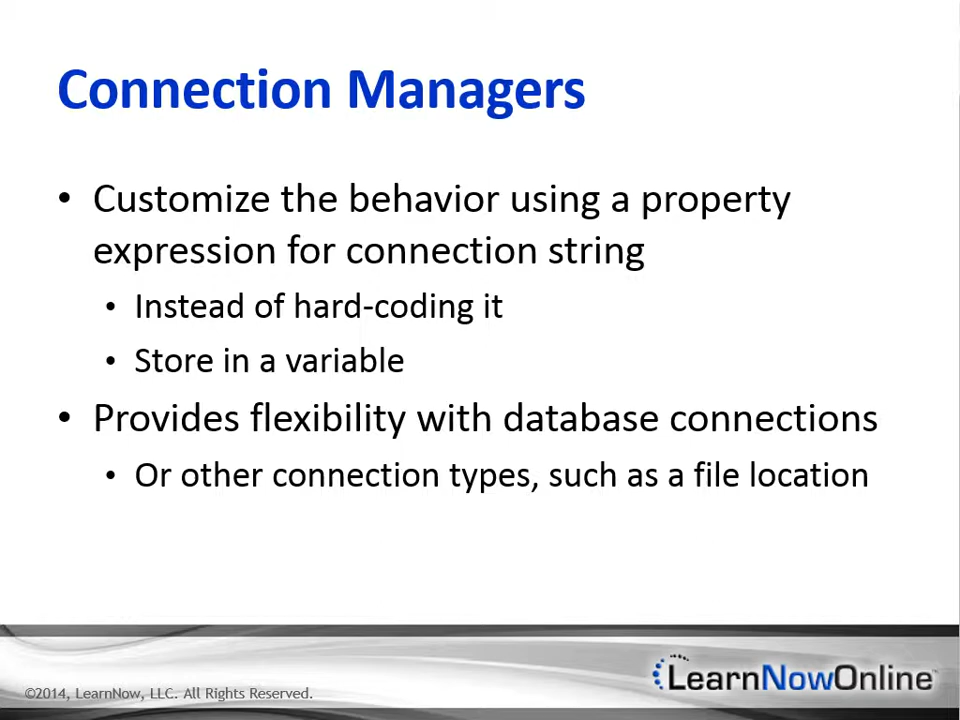 Connection Managers
• Customize the behavior using a property
expression for connection string
• Instead of hard-coding it
• Store in a variable
• Provides flexibility with database connections
• Or other connection types, such as a file location
©2014, LearnNow, LLC. All Rights Reserved.
LearnNowOnline™